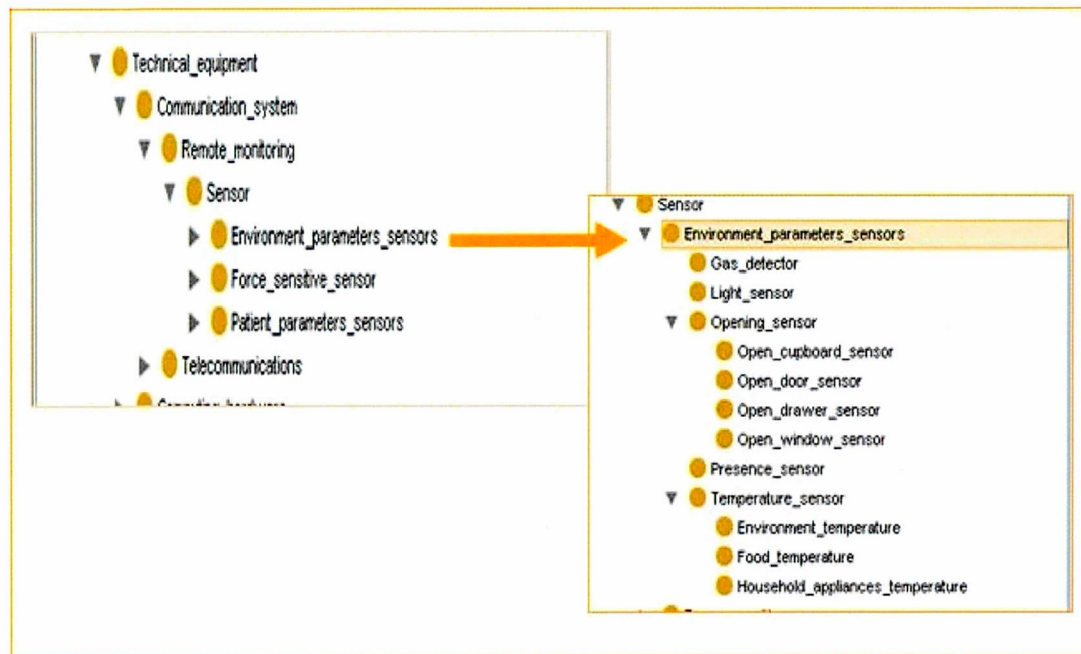 Technical_equipment
Communication_system
Remote_monitoring
Sensor
Environment_parameters_sensors
Force_sensitive_sensor
Patient_parameters_sensors
Telecommunications
Sensor
Environment_parameters_sensors
Gas_detector
Light_sensor
Opening_sensor
Open_cupboard_sensor
Open_door_sensor
Open_drawer_sensor
Open_window_sensor
Presence_sensor
Temperature_sensor
Environment_temperature
Food_temperature
Household_appliances_temperature